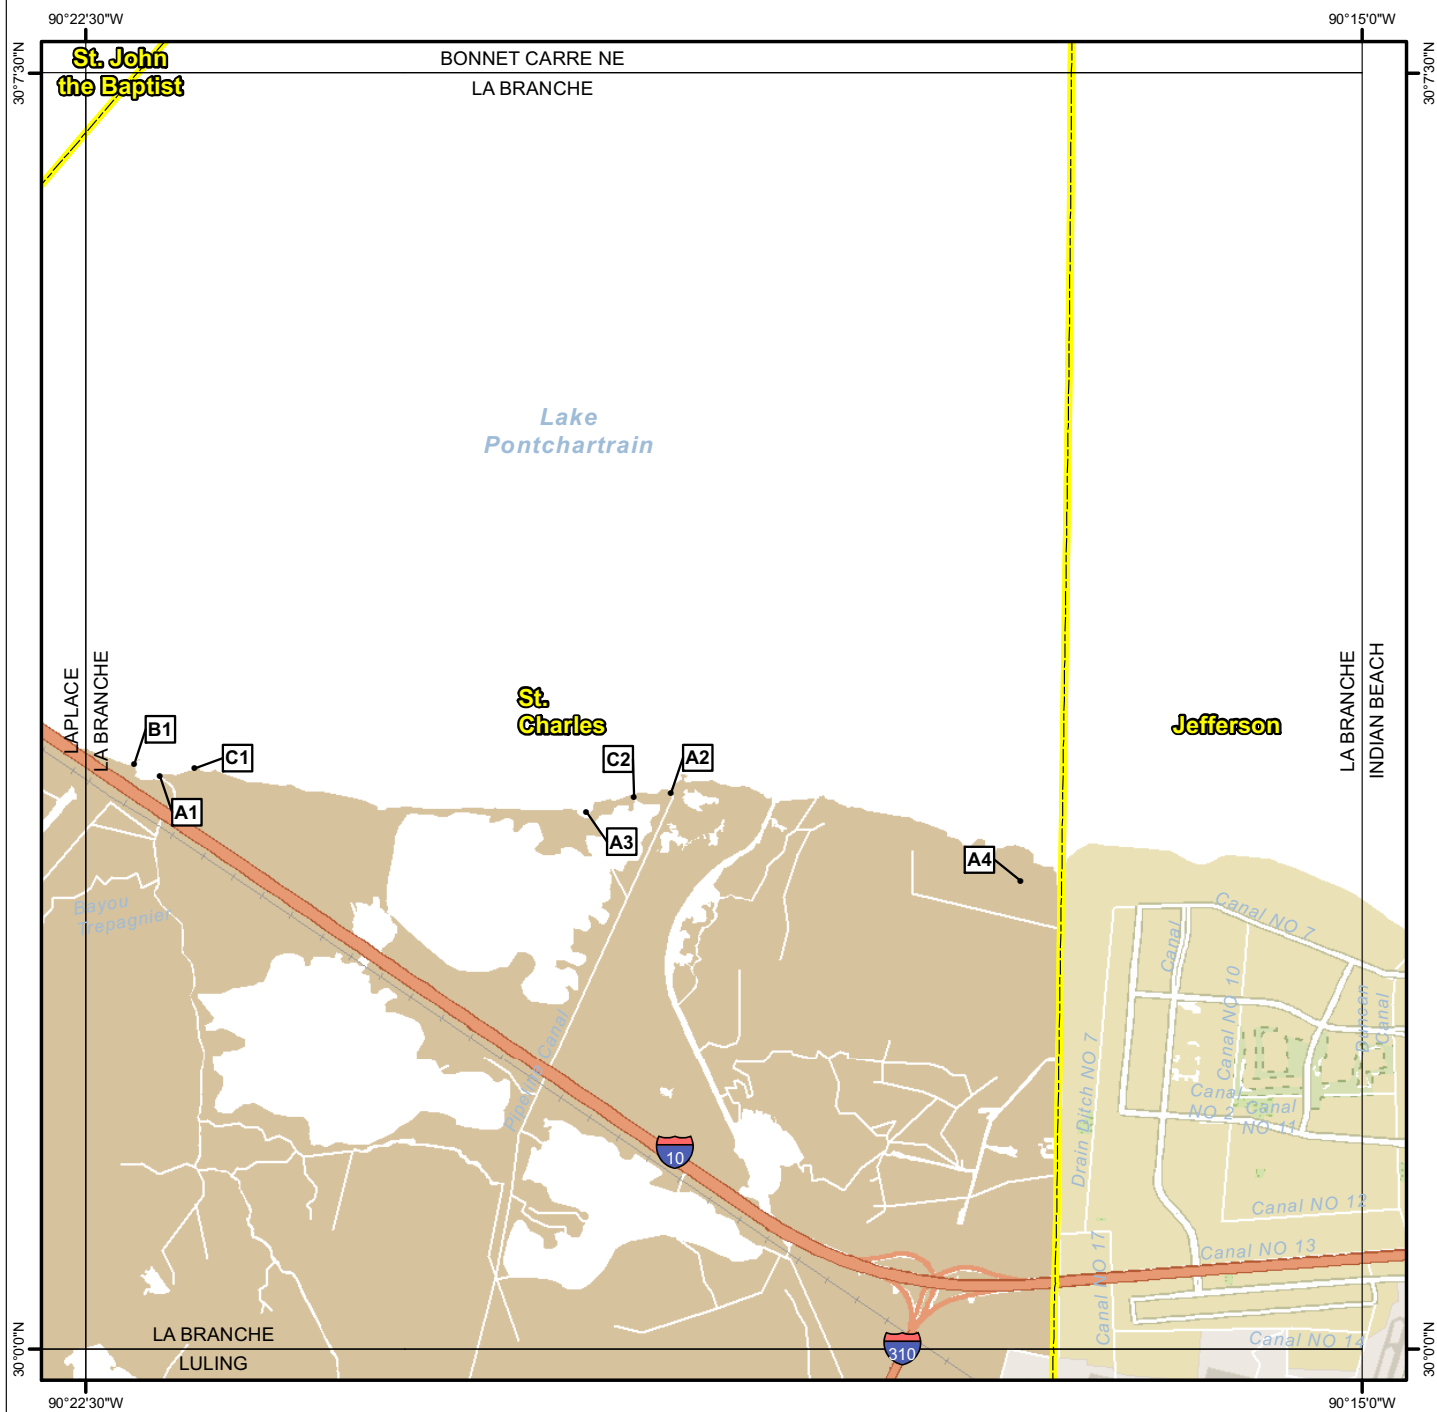 90°22'30"W
90°15'0"W
30°7'30"N
30°7'30"N
St. John
the Baptist
BONNET CARRE NE
LA BRANCHE
Lake
Pontchartrain
LAPLACE
LA BRANCHE
LA BRANCHE
INDIAN BEACH
St.
Charles
Jefferson
B1
C1
A1
C2
A2
A3
A4
Bayou
Trepagnier
Pipeline Canal
Canal NO 7
Canal
Canal NO 10
Duncan
Canal
Drain Ditch NO 7
Canal
NO 2
Canal
NO 11
10
Canal NO 12
Canal NO 13
Canal NO 17
Canal NO 14
310
LA BRANCHE
LULING
30°0'0"N
30°0'0"N
90°22'30"W
90°15'0"W